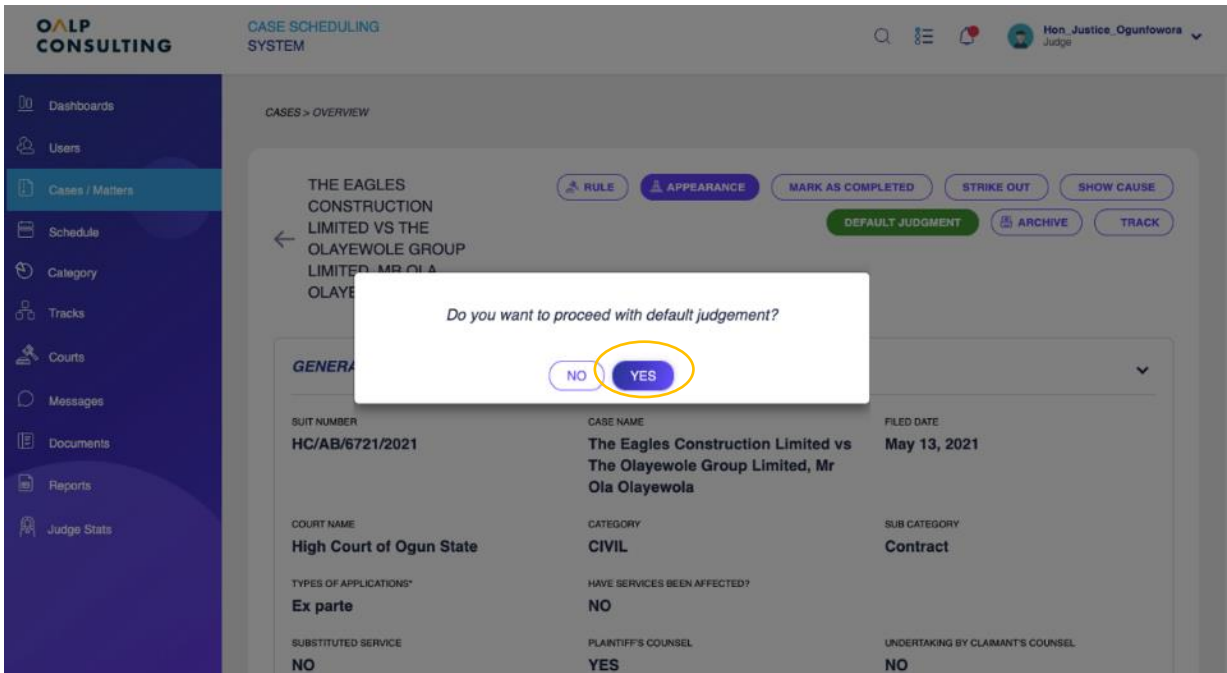 OALP
CONSULTING
CASE SCHEDULING
SYSTEM
Hon_Justice_Ogunfowora
Judge
Dashboards
Users
Cases / Matters
Schedule
Category
Tracks
Courts
Messages
Documents
Reports
Judge Stats
CASES > OVERVIEW
THE EAGLES
CONSTRUCTION
LIMITED VS THE
OLAYEWOLE GROUP
LIMITED, MR OLA
RULE
APPEARANCE
MARK AS COMPLETED
STRIKE OUT
SHOW CAUSE
DEFAULT JUDGMENT
ARCHIVE
TRACK
Do you want to proceed with default judgement?
NO
YES
SUIT NUMBER
HC/AB/6721/2021
CASE NAME
The Eagles Construction Limited vs
The Olayewole Group Limited, Mr
Ola Olayewola
FILED DATE
May 13, 2021
COURT NAME
High Court of Ogun State
CATEGORY
CIVIL
SUB CATEGORY
Contract
TYPES OF APPLICATIONS*
Ex parte
HAVE SERVICES BEEN AFFECTED?
NO
SUBSTITUTED SERVICE
NO
PLAINTIFF'S COUNSEL
YES
UNDERTAKING BY CLAIMANT'S COUNSEL
NO